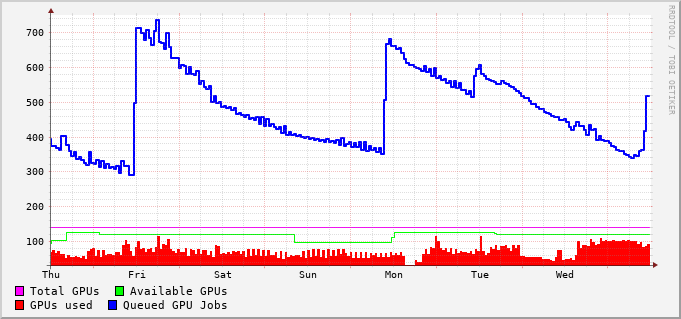 RRDTOOL / TOBI OETIKER
700
600
500
400
300
200
100
Thu Fri Sat Sun Mon Tue Wed
Total GPUs Available GPUs
GPUs used Queued GPU Jobs